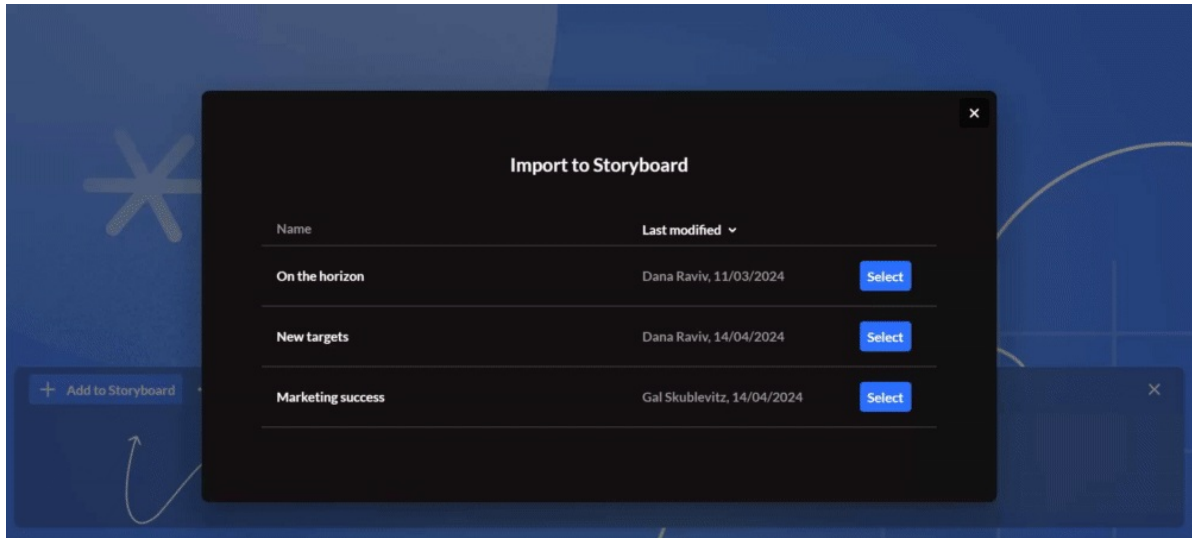 Import to Storyboard
Name Last modified
On the horizon Dana Raviv, 11/03/2024 Select
New targets Dana Raviv, 14/04/2024 Select
+ Add to Storyboard
Marketing success Gal Skublevitz, 14/04/2024 Select